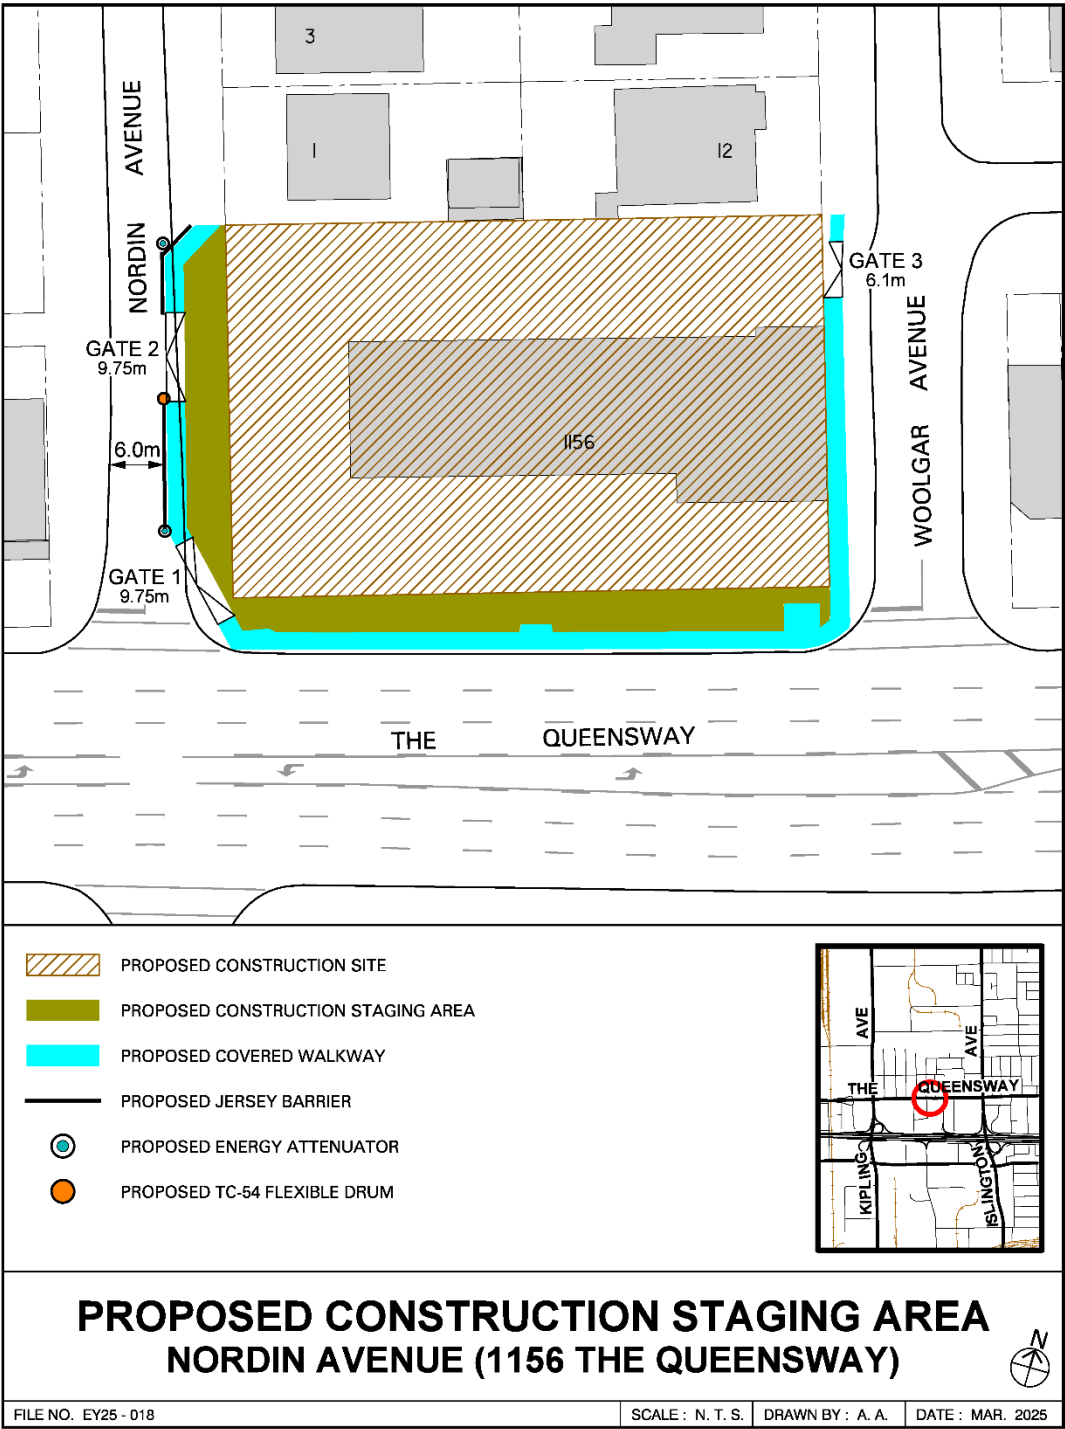 3
1
12
NORDIN AVENUE
GATE 3
6.1m
GATE 2
9.75m
WOOLGAR AVENUE
6.0m
1156
GATE 1
9.75m
THE QUEENSWAY
PROPOSED CONSTRUCTION SITE
PROPOSED CONSTRUCTION STAGING AREA
PROPOSED COVERED WALKWAY
PROPOSED JERSEY BARRIER
PROPOSED ENERGY ATTENUATOR
PROPOSED TC-54 FLEXIBLE DRUM
AVE
AVE
THE QUEENSWAY
KIPLING
ISLINGTON
PROPOSED CONSTRUCTION STAGING AREA
NORDIN AVENUE (1156 THE QUEENSWAY)
N
FILE NO. EY25 - 018
SCALE : N. T. S.
DRAWN BY : A. A.
DATE : MAR. 2025